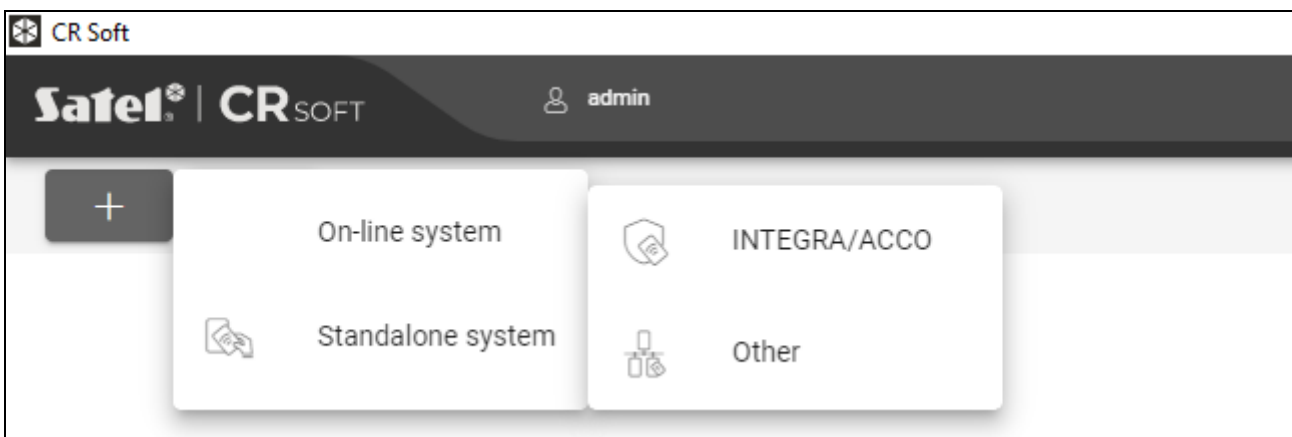 CR Soft
Satel® | CR SOFT
admin
+
On-line system
INTEGRA/ACCO
Standalone system
Other